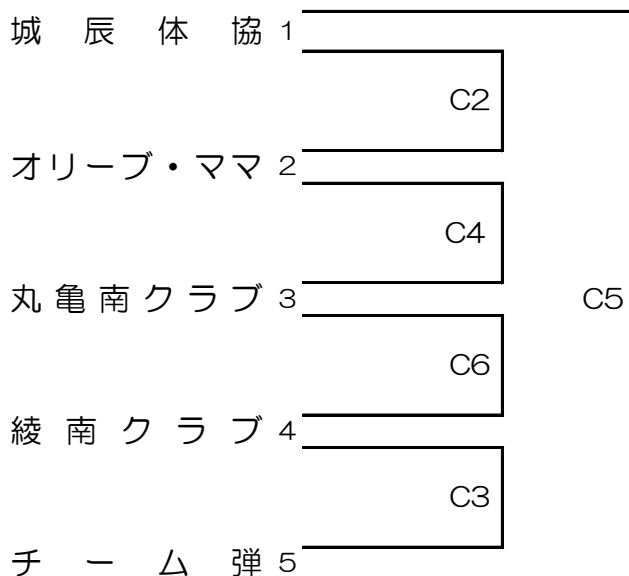 城辰体協 1
C2
オリーブ・ママ 2
C4
丸亀南クラブ 3
C5
C6
綾南クラブ 4
C3
チーム弾 5